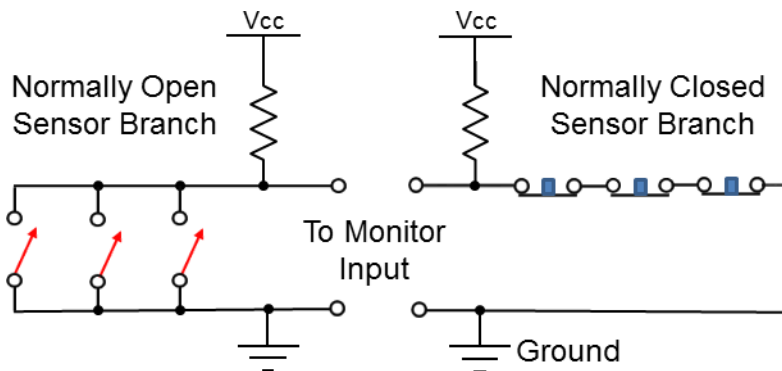 Vcc
Vcc
Normally Open
Sensor Branch
Normally Closed
Sensor Branch
To Monitor
Input
Ground